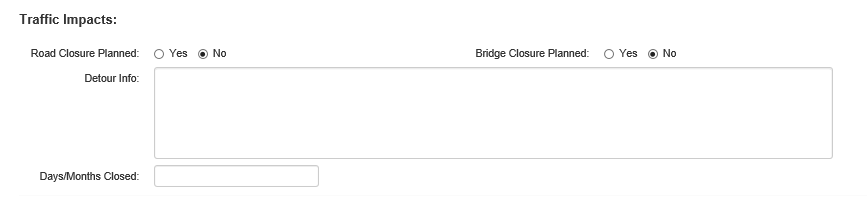 Traffic Impacts:
Road Closure Planned: Yes No Bridge Closure Planned: Yes No
Detour Info:
Days/Months Closed: